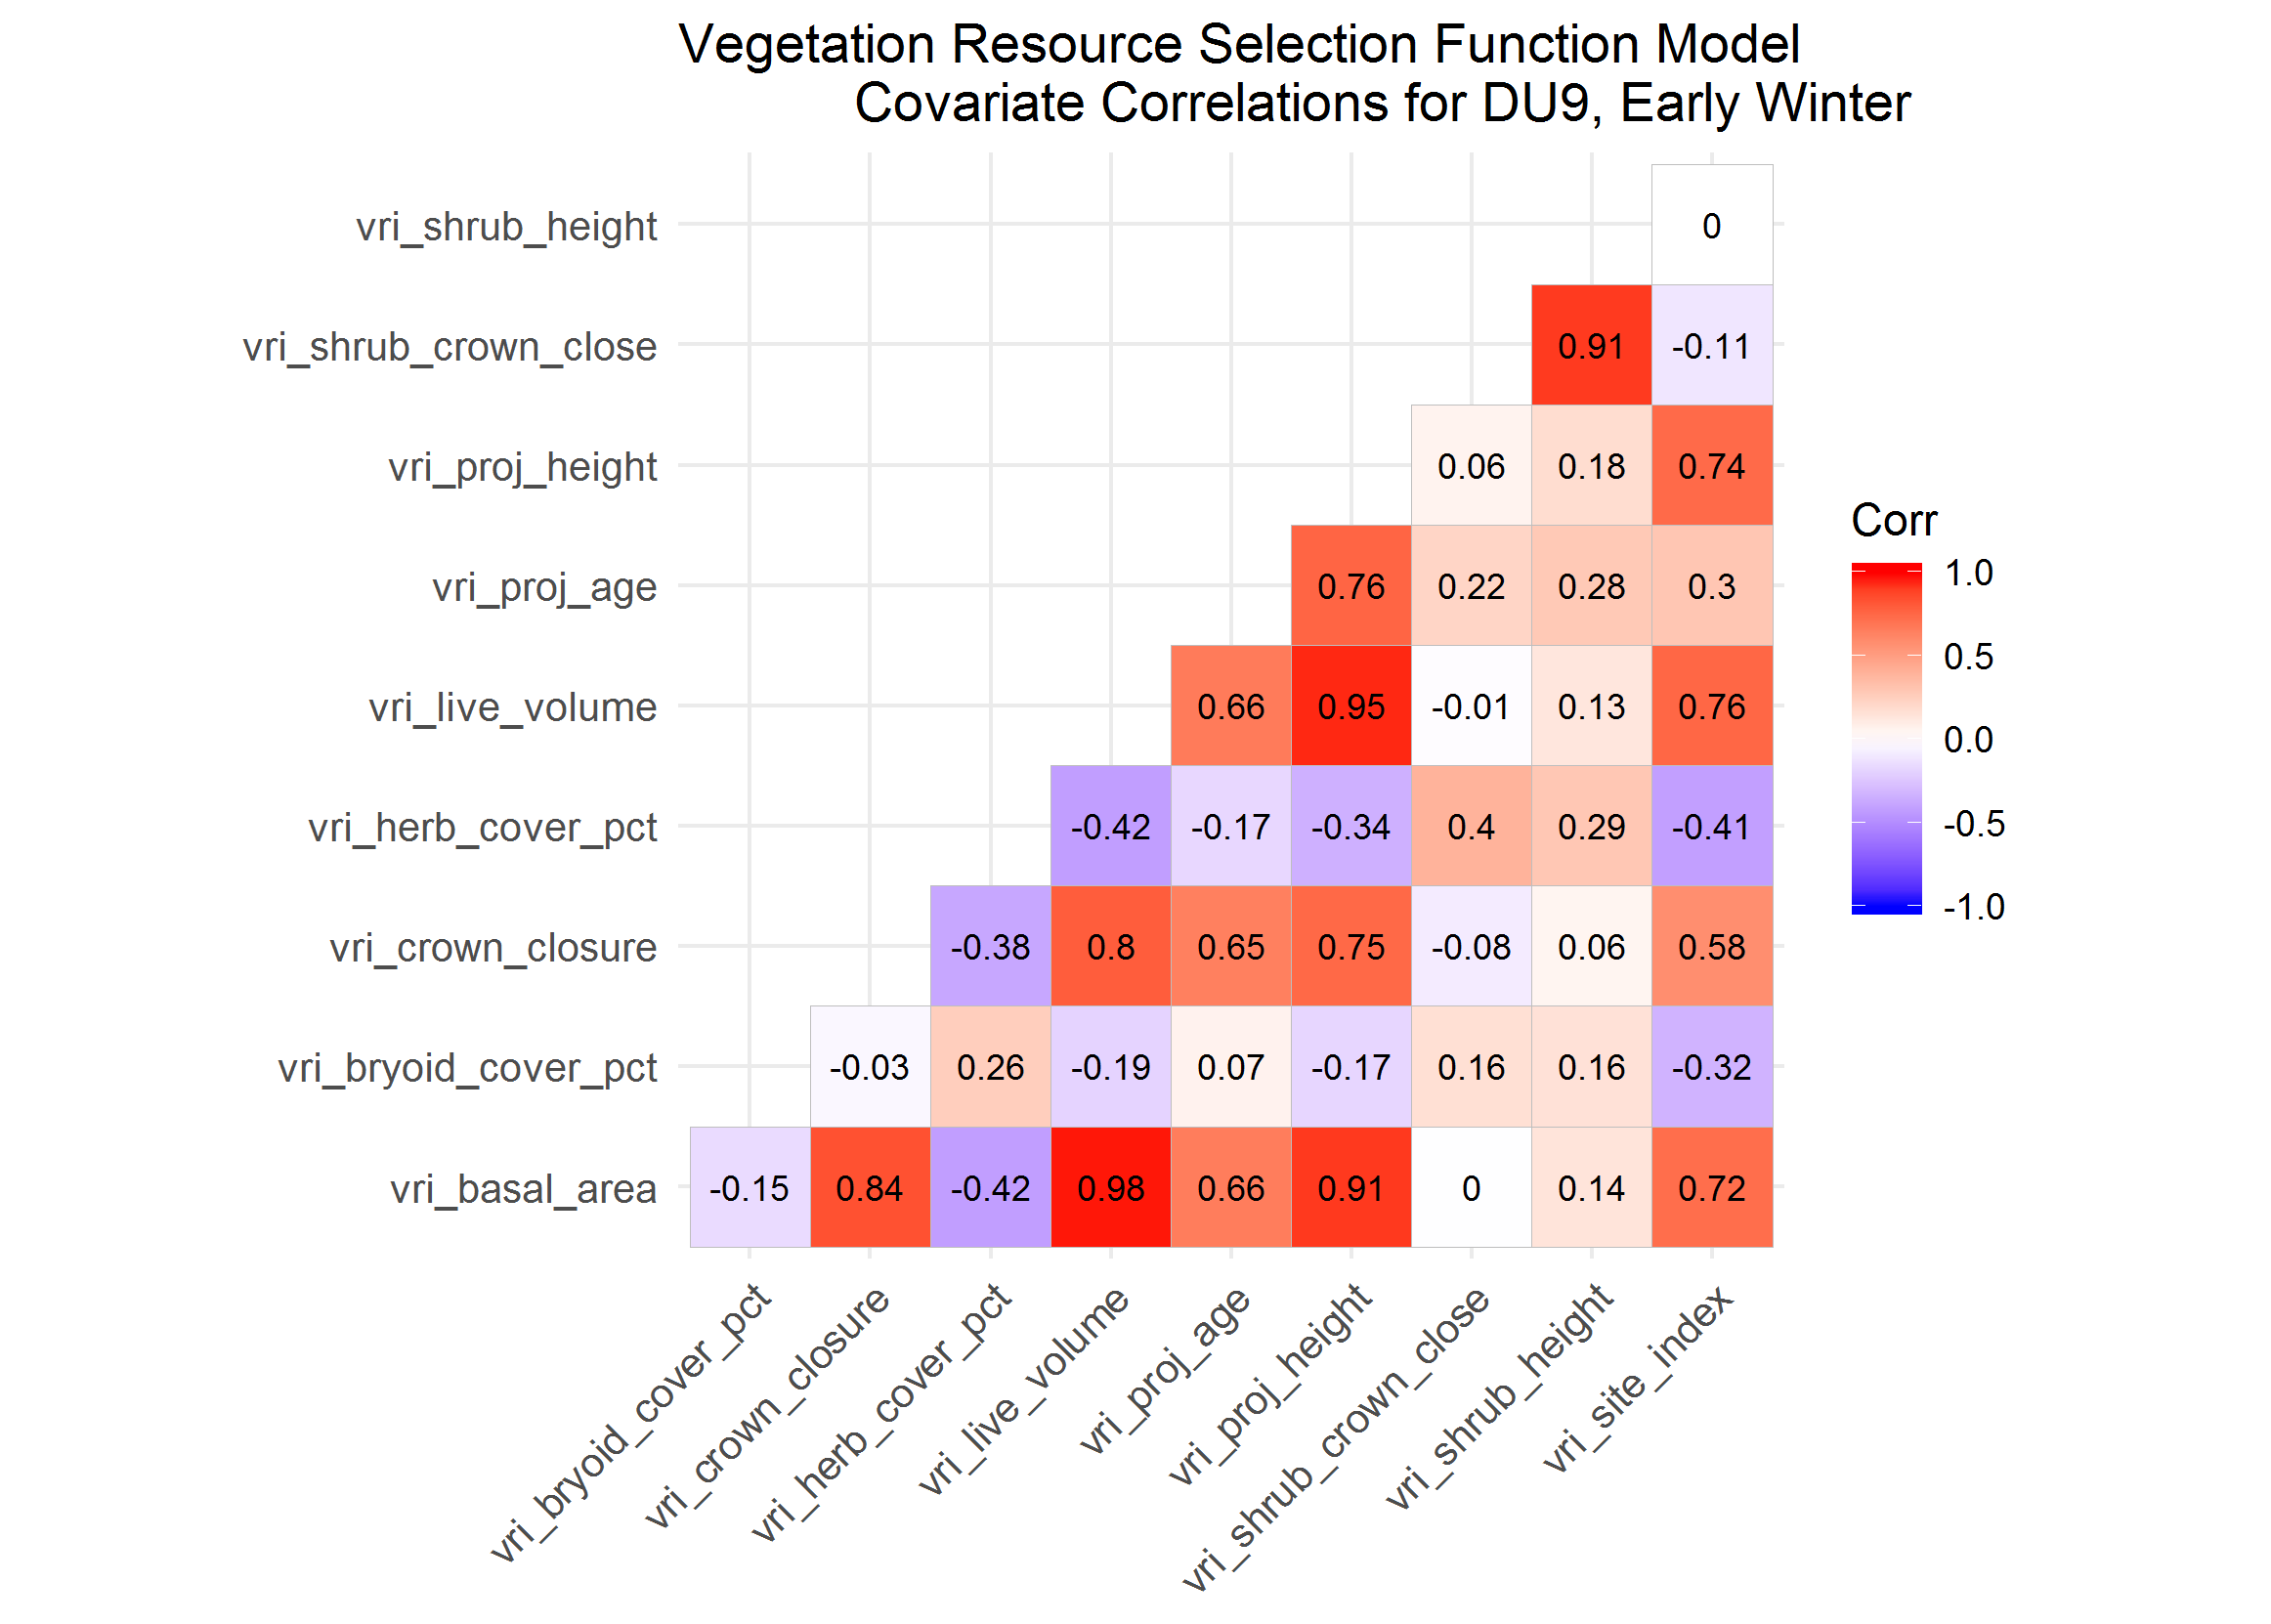 Vegetation Resource Selection Function Model
Covariate Correlations for DU9, Early Winter
vri_shrub_height 0
vri_shrub_crown_close 0.91 -0.11
vri_proj_height 0.06 0.18 0.74
vri_proj_age 0.76 0.22 0.28 0.3
vri_live_volume 0.66 0.95 -0.01 0.13 0.76
vri_herb_cover_pct -0.42 -0.17 -0.34 0.4 0.29 -0.41
vri_crown_closure -0.38 0.8 0.65 0.75 -0.08 0.06 0.58
vri_bryoid_cover_pct -0.03 0.26 -0.19 0.07 -0.17 0.16 0.16 -0.32
vri_basal_area -0.15 0.84 -0.42 0.98 0.66 0.91 0 0.14 0.72
vri_bryoid_cover_pct
vri_crown_closure
vri_herb_cover_pct
vri_live_volume
vri_proj_age
vri_proj_height
vri_shrub_crown_close
vri_shrub_height
vri_site_index
Corr
1.0
0.5
0.0
-0.5
-1.0